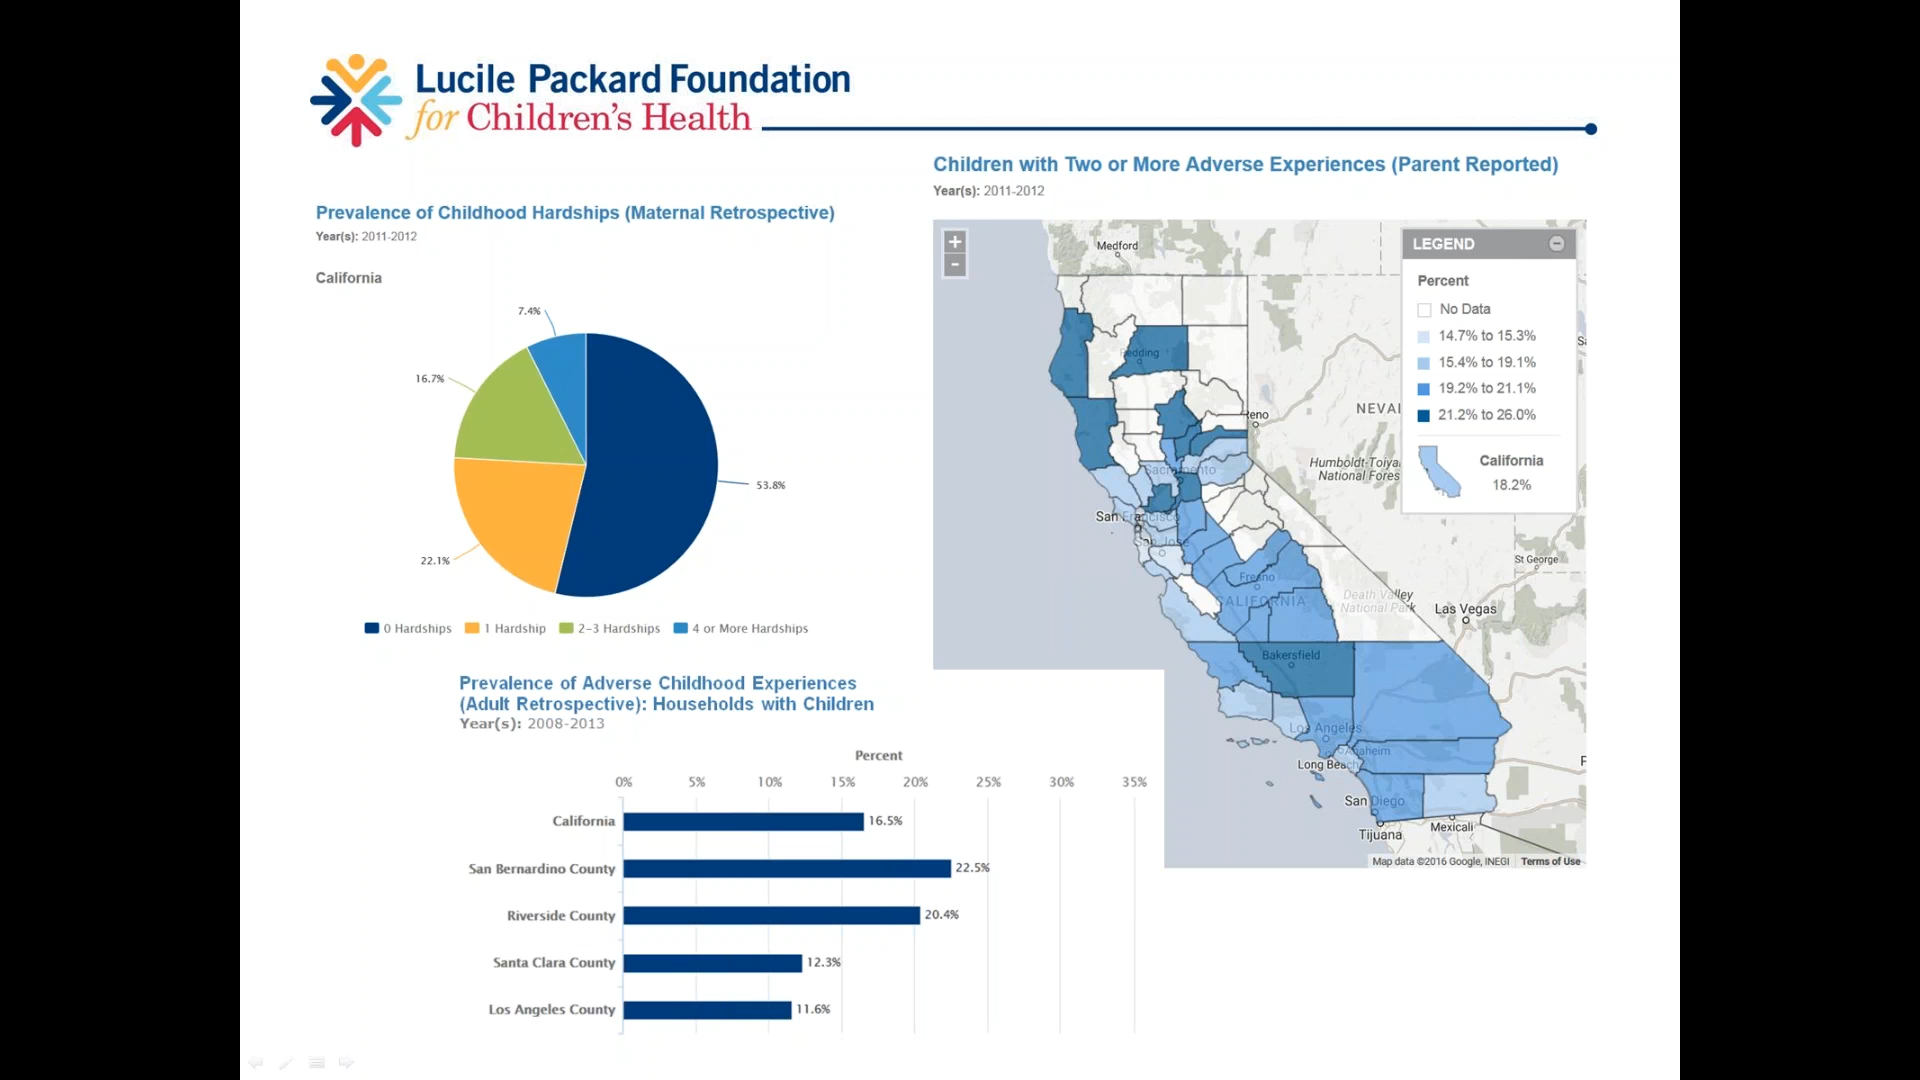 Lucile Packard Foundation
for Children's Health
Prevalence of Childhood Hardships (Maternal Retrospective)
Year(s): 2011-2012
California
7.4%
16.7%
53.8%
22.1%
0 Hardships
1 Hardship
2-3 Hardships
4 or More Hardships
Prevalence of Adverse Childhood Experiences
(Adult Retrospective): Households with Children
Year(s): 2008-2013
Percent
0% 5% 10% 15% 20% 25% 30% 35%
California 16.5%
San Bernardino County 22.5%
Riverside County 20.4%
Santa Clara County 12.3%
Los Angeles County 11.6%
Children with Two or More Adverse Experiences (Parent Reported)
Year(s): 2011-2012
+
-
Medford
Redding
Reno
NEVA
Humboldt-Toiya
National Fores
Sacramento
San Francisco
San Jose
Fresno
CALIFORNIA
Death Valley
National Park
St George
Las Vegas
Bakersfield
Los Angeles
Anaheim
Long Beach
San Diego
Tijuana
Mexicali
LEGEND
Percent
No Data
14.7% to 15.3%
15.4% to 19.1%
19.2% to 21.1%
21.2% to 26.0%
California
18.2%
Map data ©2016 Google, INEGI
Terms of Use